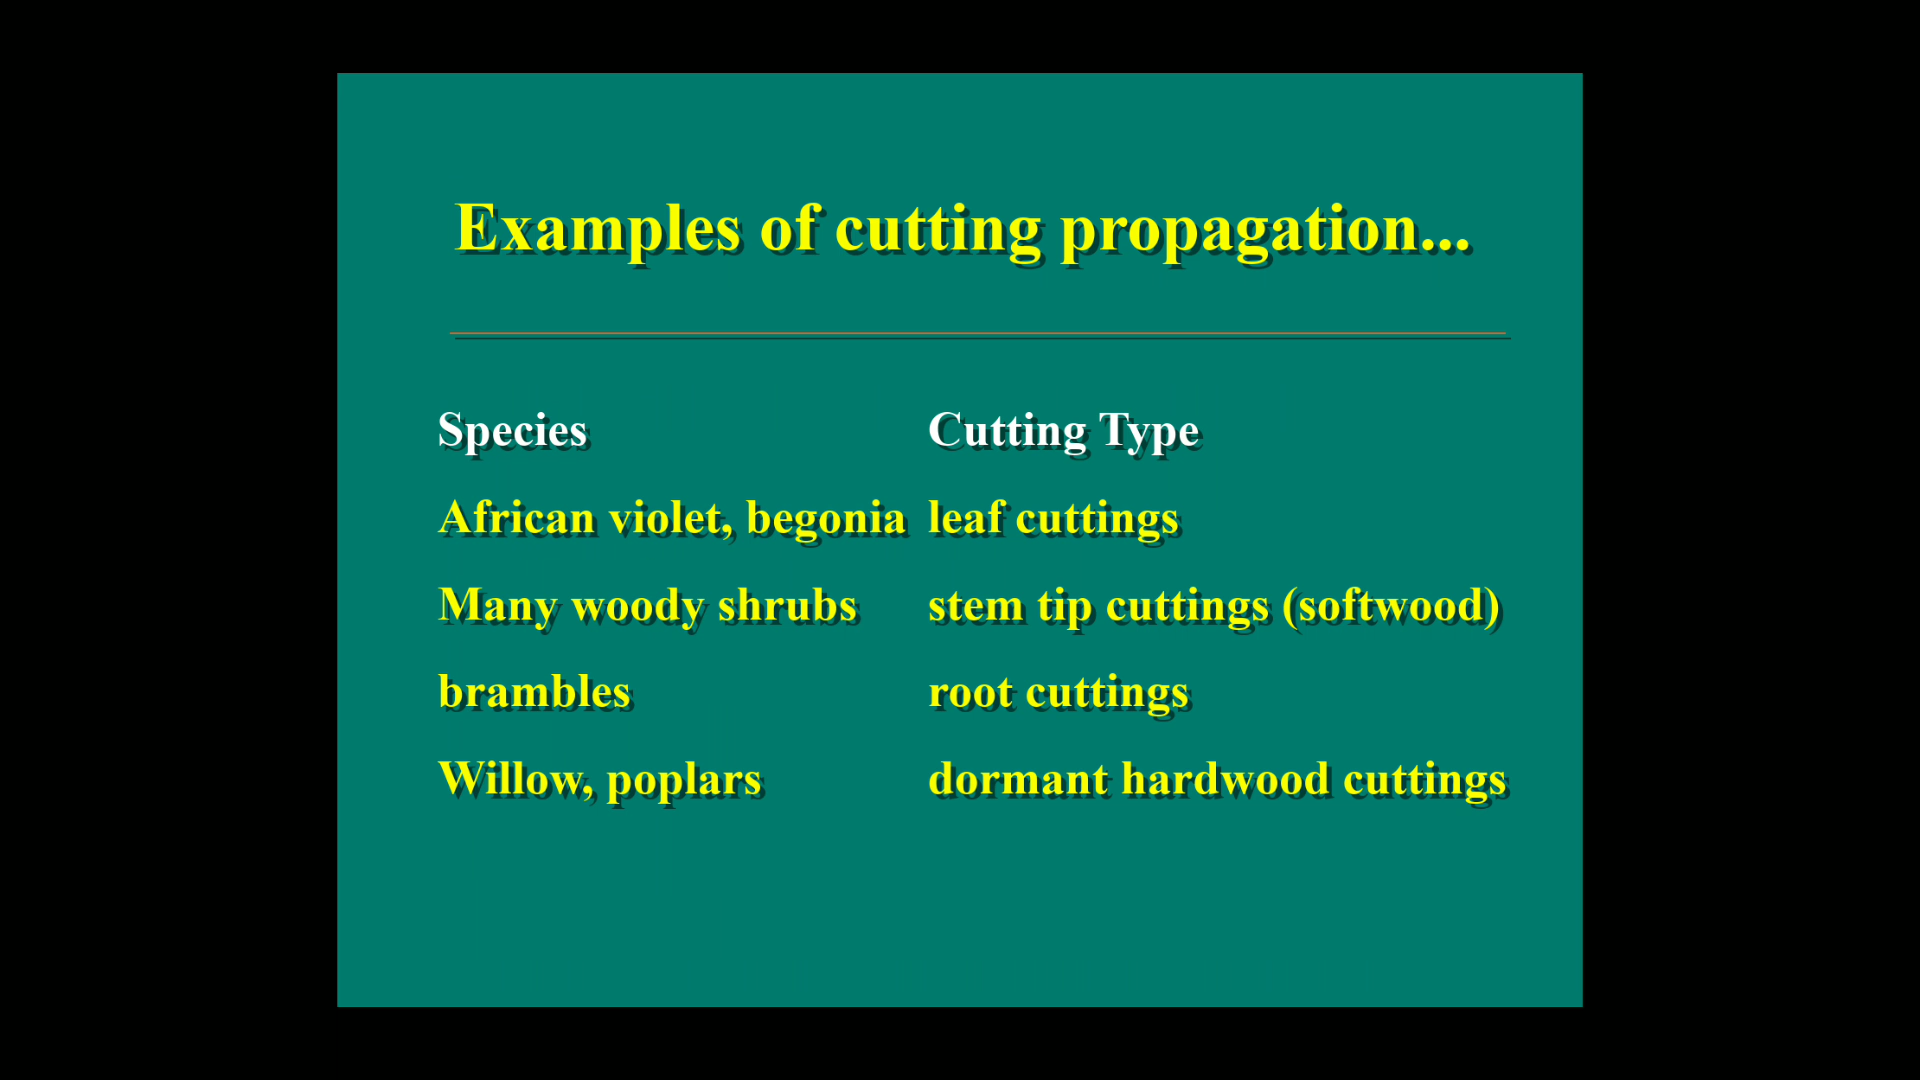 Examples of cutting propagation...
Species Cutting Type
African violet, begonia leaf cuttings
Many woody shrubs stem tip cuttings (softwood)
brambles root cuttings
Willow, poplars dormant hardwood cuttings